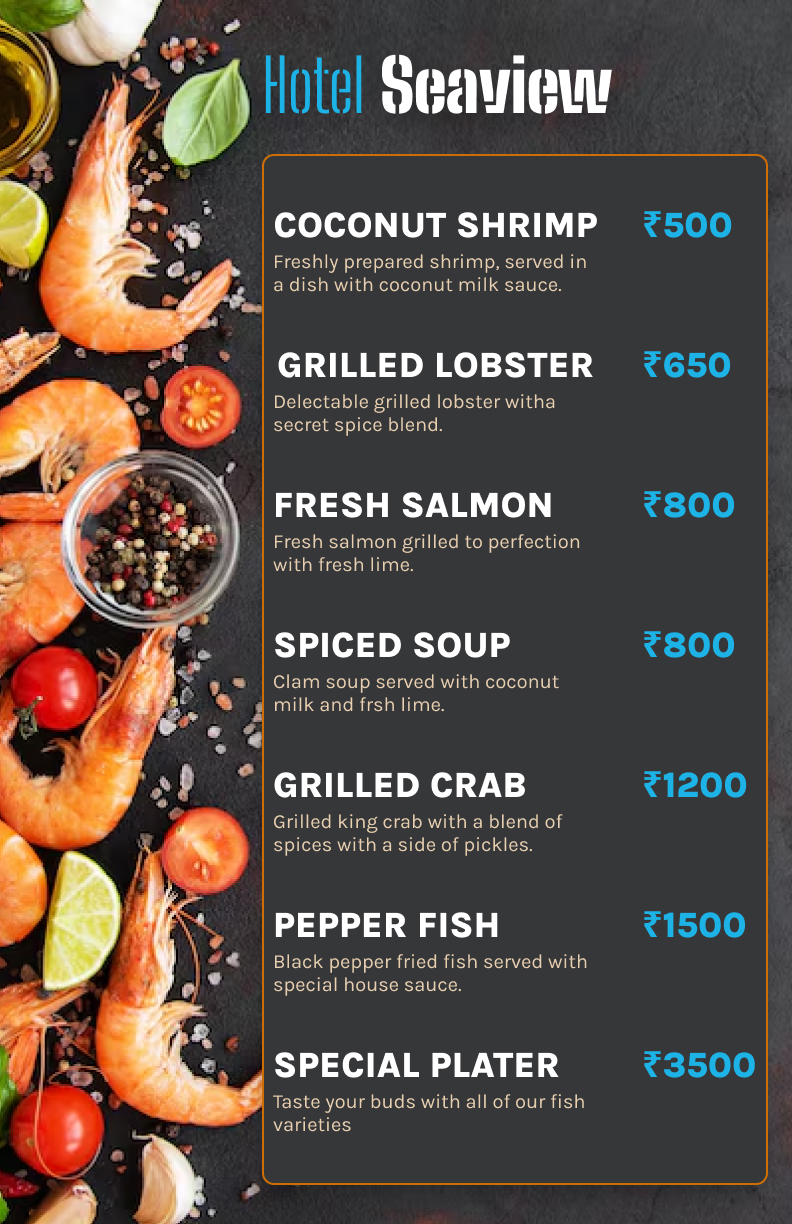 Hotel Seaview
COCONUT SHRIMP ₹500
Freshly prepared shrimp, served in
a dish with coconut milk sauce.
GRILLED LOBSTER ₹650
Delectable grilled lobster witha
secret spice blend.
FRESH SALMON ₹800
Fresh salmon grilled to perfection
with fresh lime.
SPICED SOUP ₹800
Clam soup served with coconut
milk and frsh lime.
GRILLED CRAB ₹1200
Grilled king crab with a blend of
spices with a side of pickles.
PEPPER FISH ₹1500
Black pepper fried fish served with
special house sauce.
SPECIAL PLATER ₹3500
Taste your buds with all of our fish
varieties